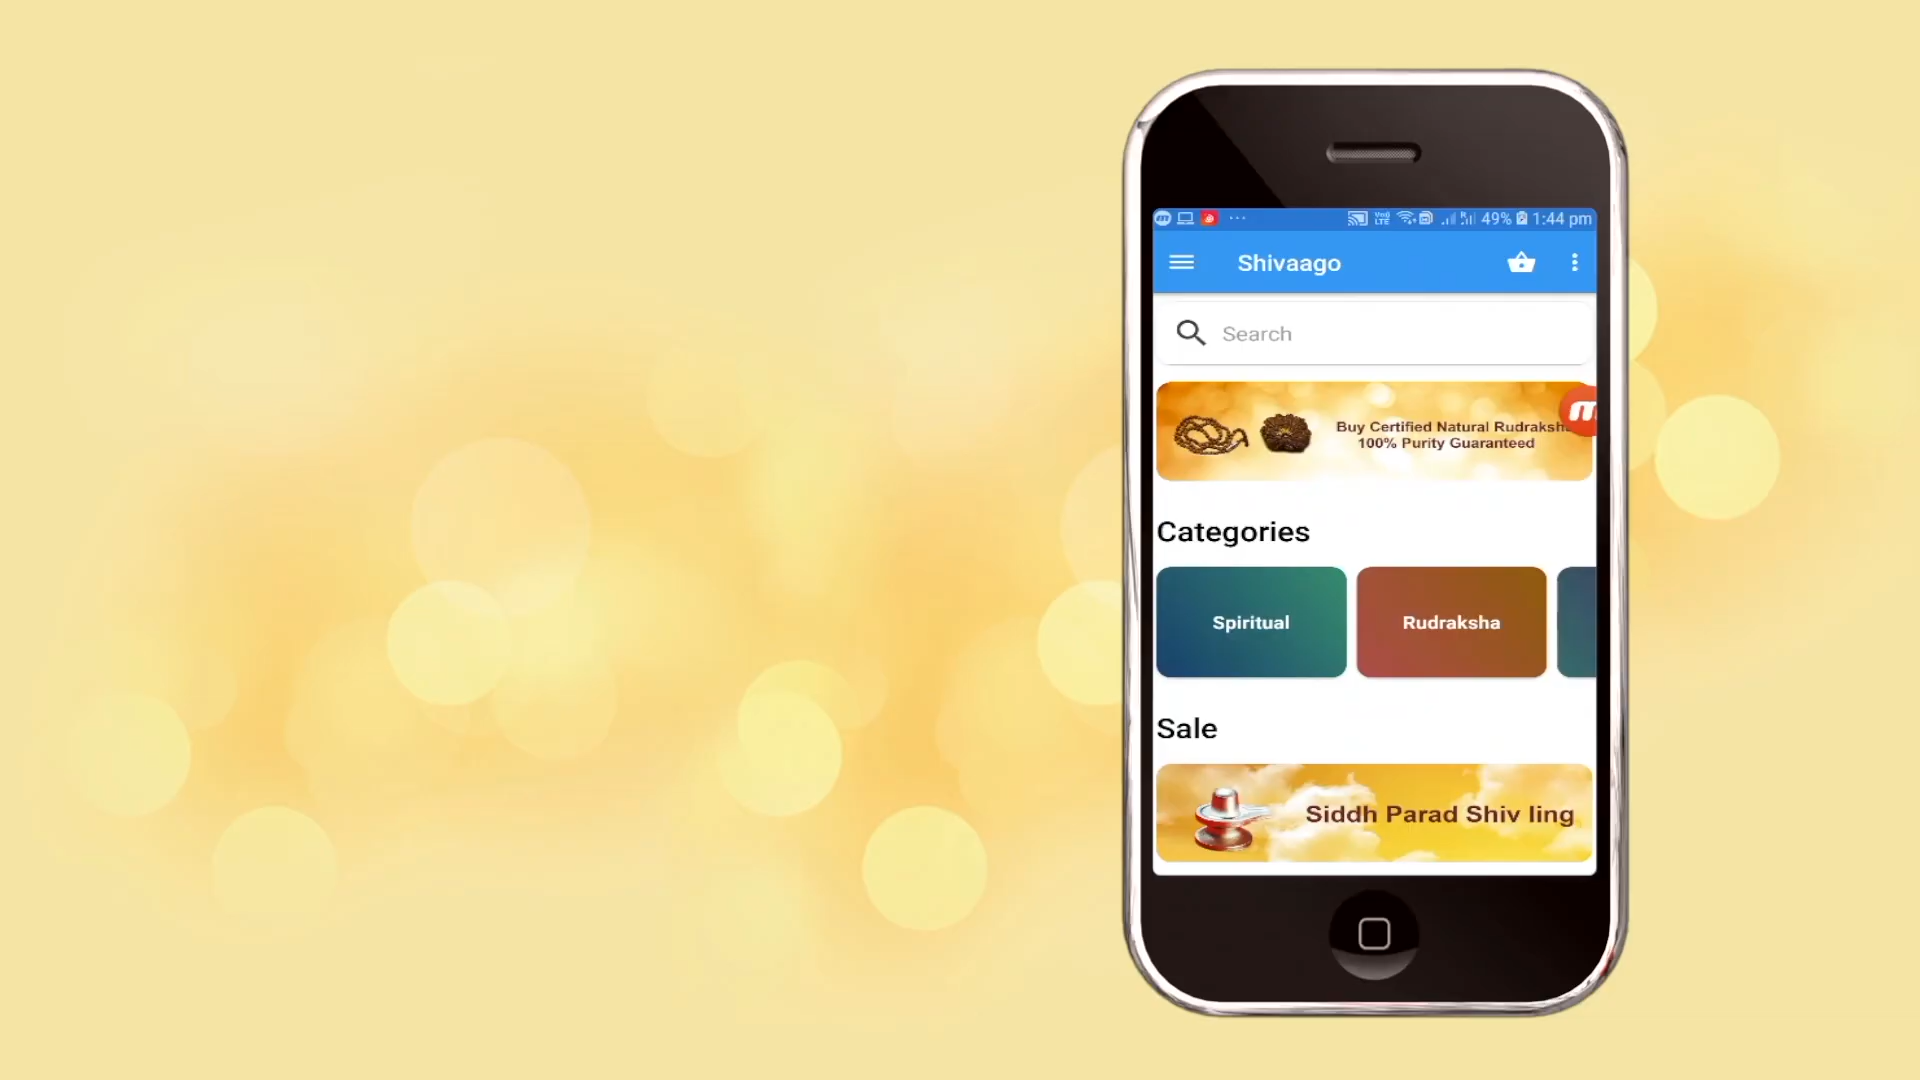 49% 1:44 pm
Shivaago
Search
Buy Certified Natural Rudraksh
100% Purity Guaranteed
Categories
Spiritual
Rudraksha
Sale
Siddh Parad Shiv ling